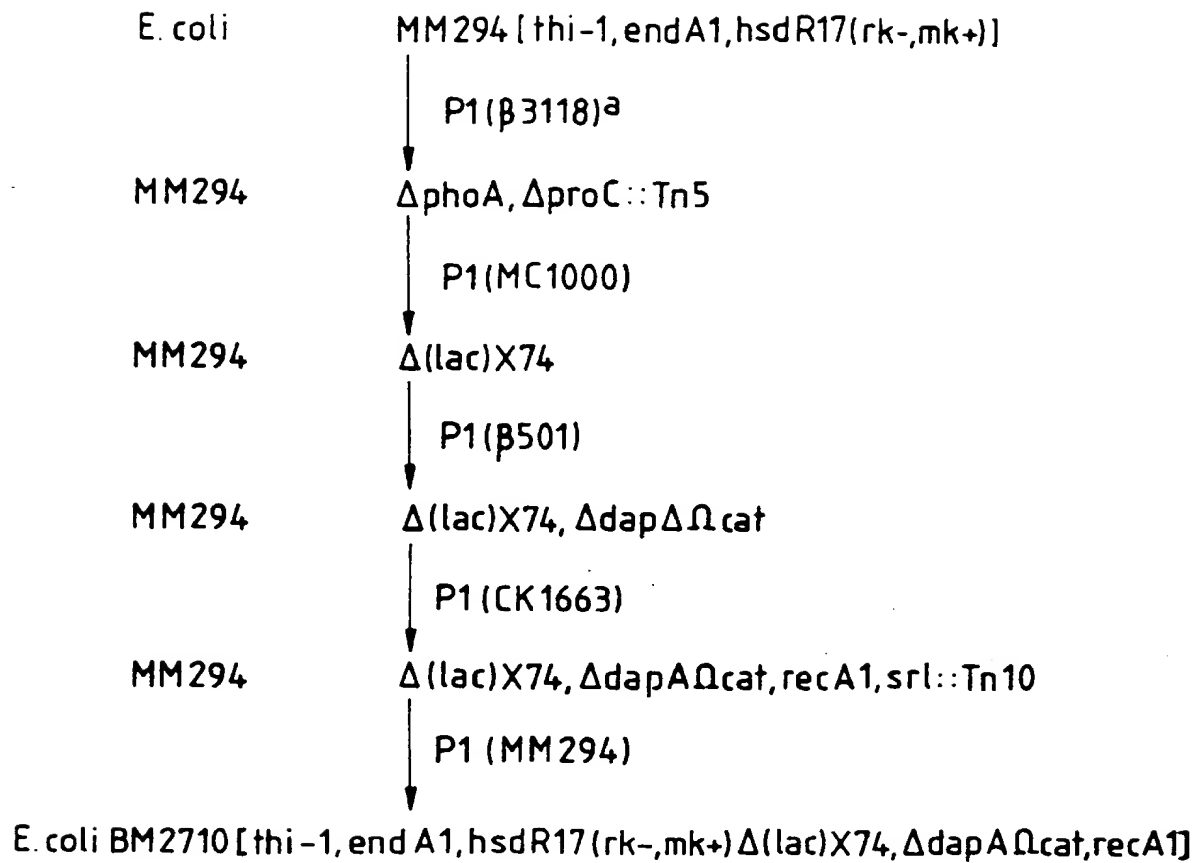 E. coli MM294 [thi-1, endA1, hsdR17(rk-,mk+)]
P1(β3118)a
MM294 ΔphoA, ΔproC::Tn5
P1(MC1000)
MM294 Δ(lac)X74
P1(β501)
MM294 Δ(lac)X74, ΔdapΔΩcat
P1(CK1663)
MM294 Δ(lac)X74, ΔdapAΩcat, recA1, srl::Tn10
P1 (MM294)
E. coli BM2710 [thi-1, end A1, hsdR17(rk-,mk+) Δ(lac)X74, ΔdapAΩcat, recA1]